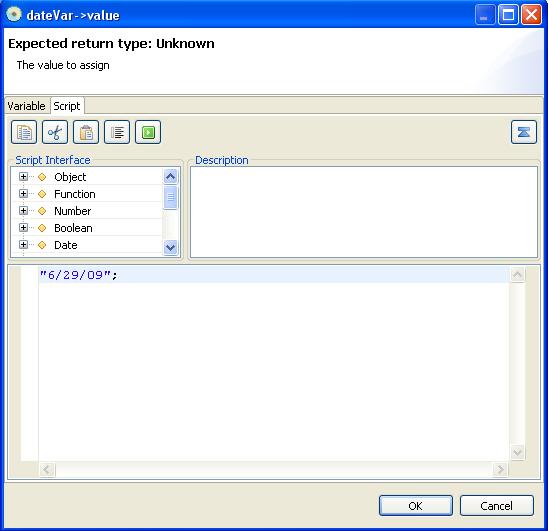 dateVar->value
Expected return type: Unknown
The value to assign
Variable Script
Script Interface
Description
Object
Function
Number
Boolean
Date
"6/29/09";
OK Cancel